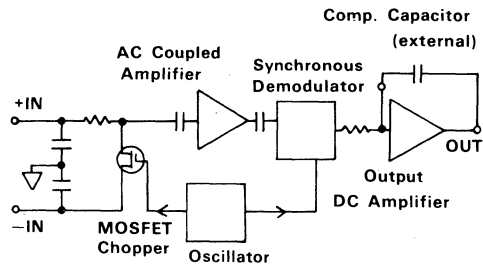 Comp. Capacitor
(external)
AC Coupled
Amplifier
Synchronous
Demodulator
+IN
OUT
Output
DC Amplifier
−IN
MOSFET
Chopper
Oscillator